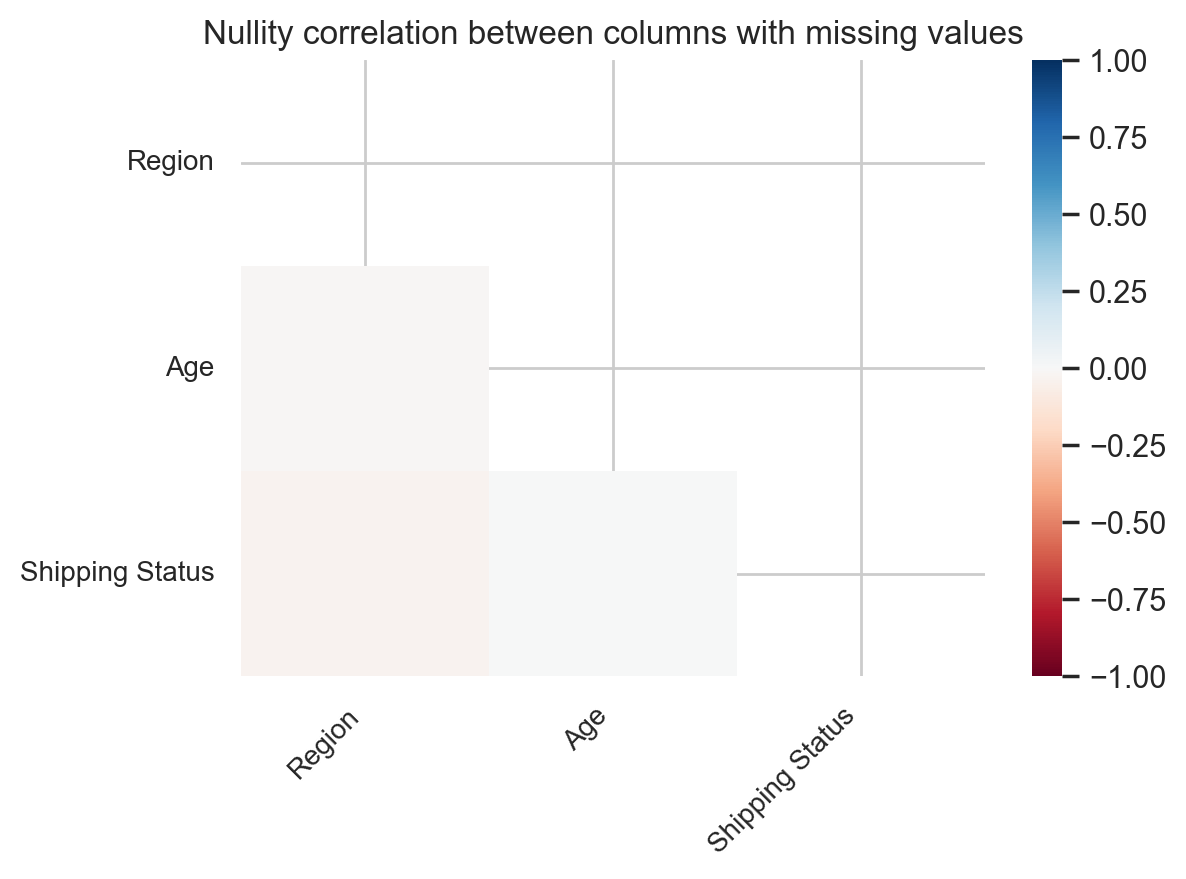 Nullity correlation between columns with missing values
Region
Age
Shipping Status
Region
Age
Shipping Status
1.00
0.75
0.50
0.25
0.00
−0.25
−0.50
−0.75
−1.00